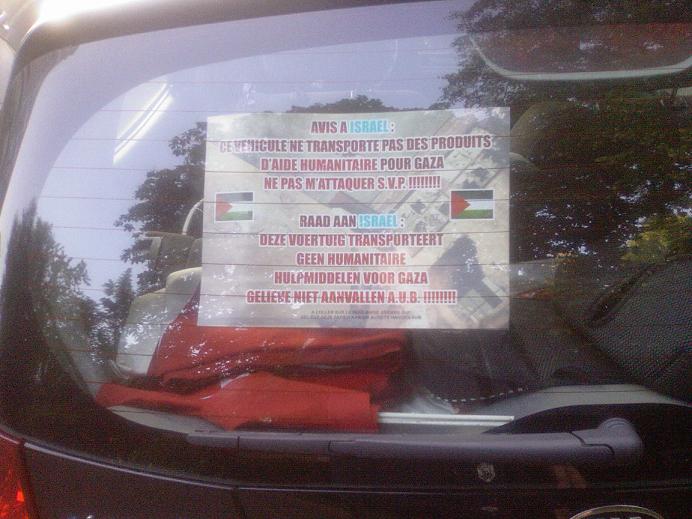 AVIS A ISRAEL :
CE VEHICULE NE TRANSPORTE PAS DES PRODUITS
D'AIDE HUMANITAIRE POUR GAZA
NE PAS M'ATTAQUER S.V.P. !!!!!!!!
RAAD AAN ISRAEL :
DEZE VOERTUIG TRANSPORTEERT
GEEN HUMANITAIRE
HULPMIDDELEN VOOR GAZA
GELIEVE NIET AANVALLEN A.U.B. !!!!!!!!